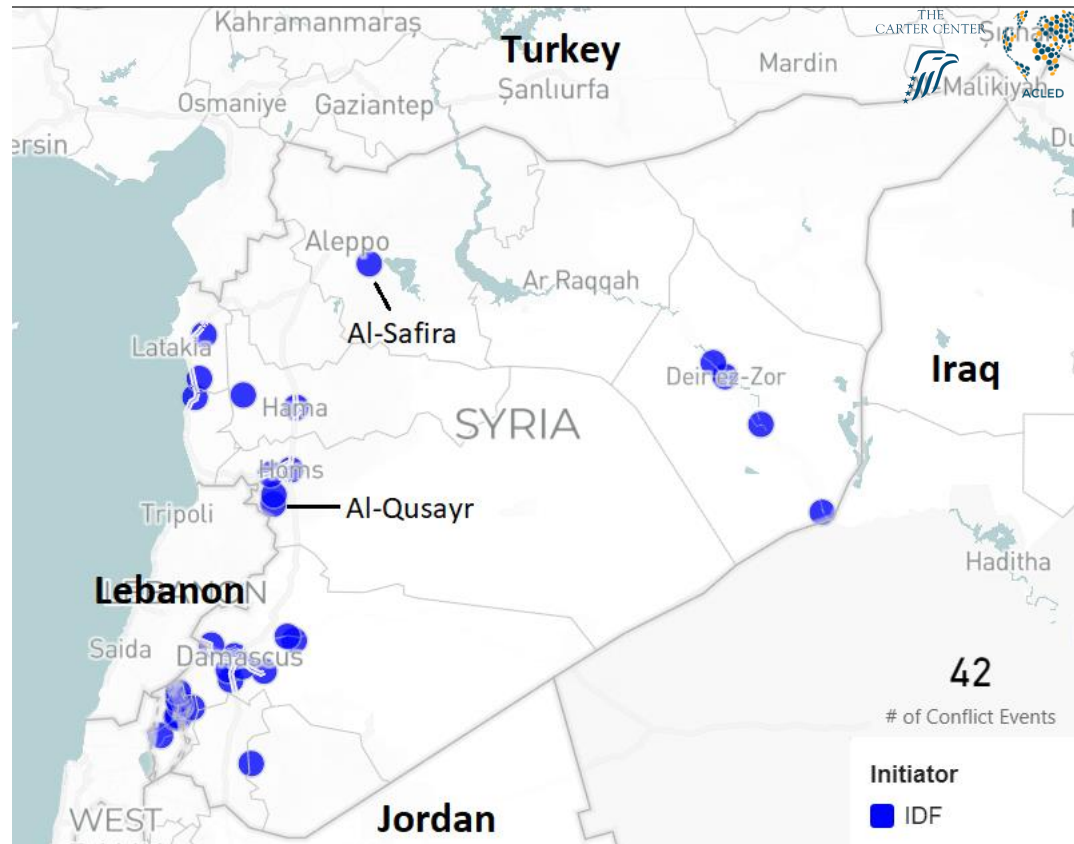 Kahramanmaraş
Turkey
THE
CARTER CENTER
Mardin
Şanlıurfa
Malikiyah
ACLED
Osmaniye
Gaziantep
ersin
Aleppo
Ar Raqqah
Al-Safira
Latakia
Deir ez-Zor
Iraq
Hama
SYRIA
Homs
Al-Qusayr
Tripoli
Haditha
LEBANON
Lebanon
Saida
Damascus
42
# of Conflict Events
Initiator
IDF
WEST
Jordan